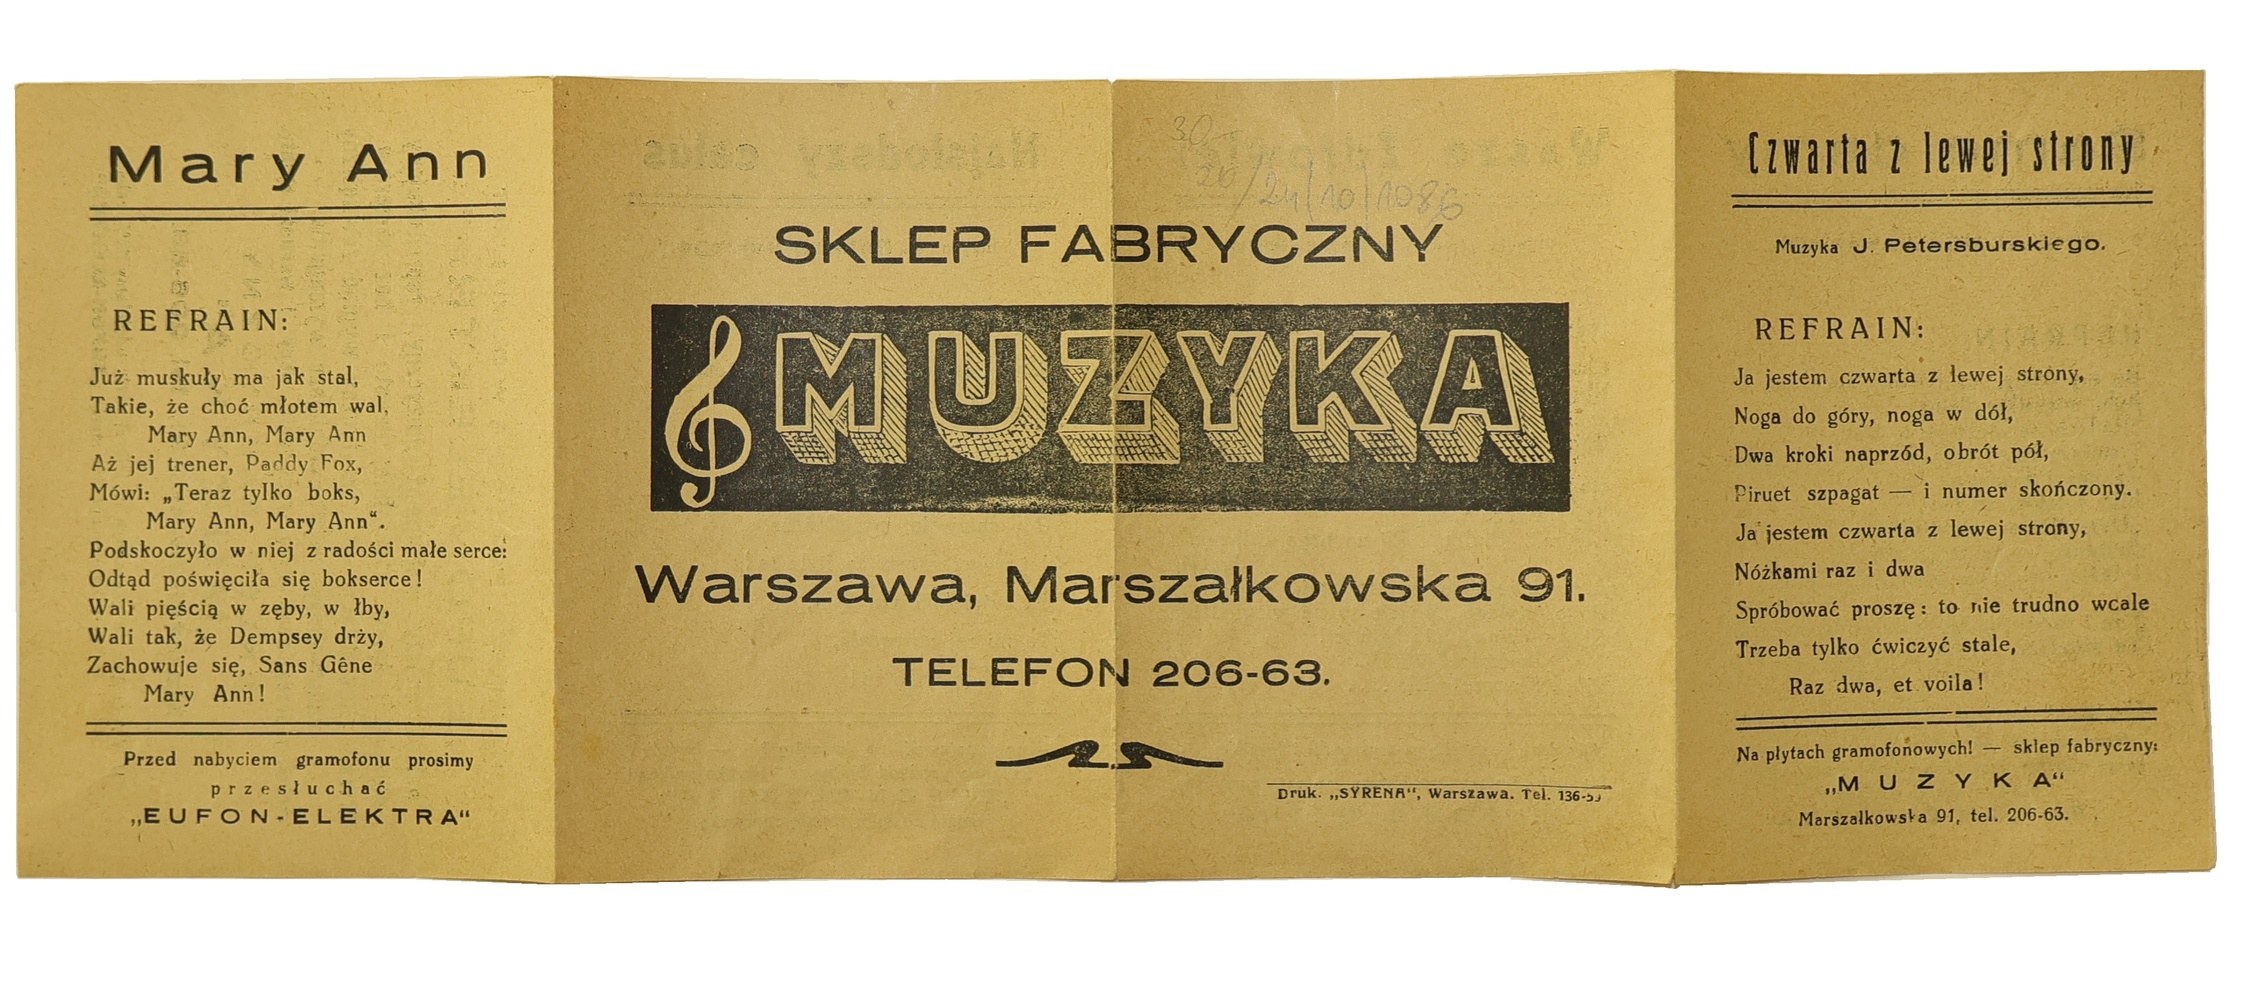 Mary Ann
REFRAIN:
Już muskuły ma jak stal,
Takie, że choć młotem wal,
Mary Ann, Mary Ann
Aż jej trener, Paddy Fox,
Mówi: „Teraz tylko boks,
Mary Ann, Mary Ann“.
Podskoczyło w niej z radości małe serce:
Odtąd poświęciła się bokserce!
Wali pięścią w zęby, w łby,
Wali tak, że Dempsey drży,
Zachowuje się, Sans Gêne
Mary Ann!
Przed nabyciem gramofonu prosimy
przesłuchać
„EUFON-ELEKTRA“
30-
20/24/10/1086
SKLEP FABRYCZNY
MUZYKA
Warszawa, Marszałkowska 91.
TELEFON 206-63.
Druk. „SYRENA“, Warszawa. Tel.
Czwarta z lewej strony
Muzyka J. Petersburskiego.
REFRAIN:
Ja jestem czwarta z lewej strony,
Noga do góry, noga w dół,
Dwa kroki naprzód, obrót pół,
Piruet szpagat — i numer skończony.
Ja jestem czwarta z lewej strony,
Nóżkami raz i dwa
Spróbować proszę: to nie trudno wcale
Trzeba tylko ćwiczyć stale,
Raz dwa, et voila!
Na płytach gramofonowych! — sklep fabryczny:
„MUZYKA“
Marszałkowska 91, tel. 206-63.